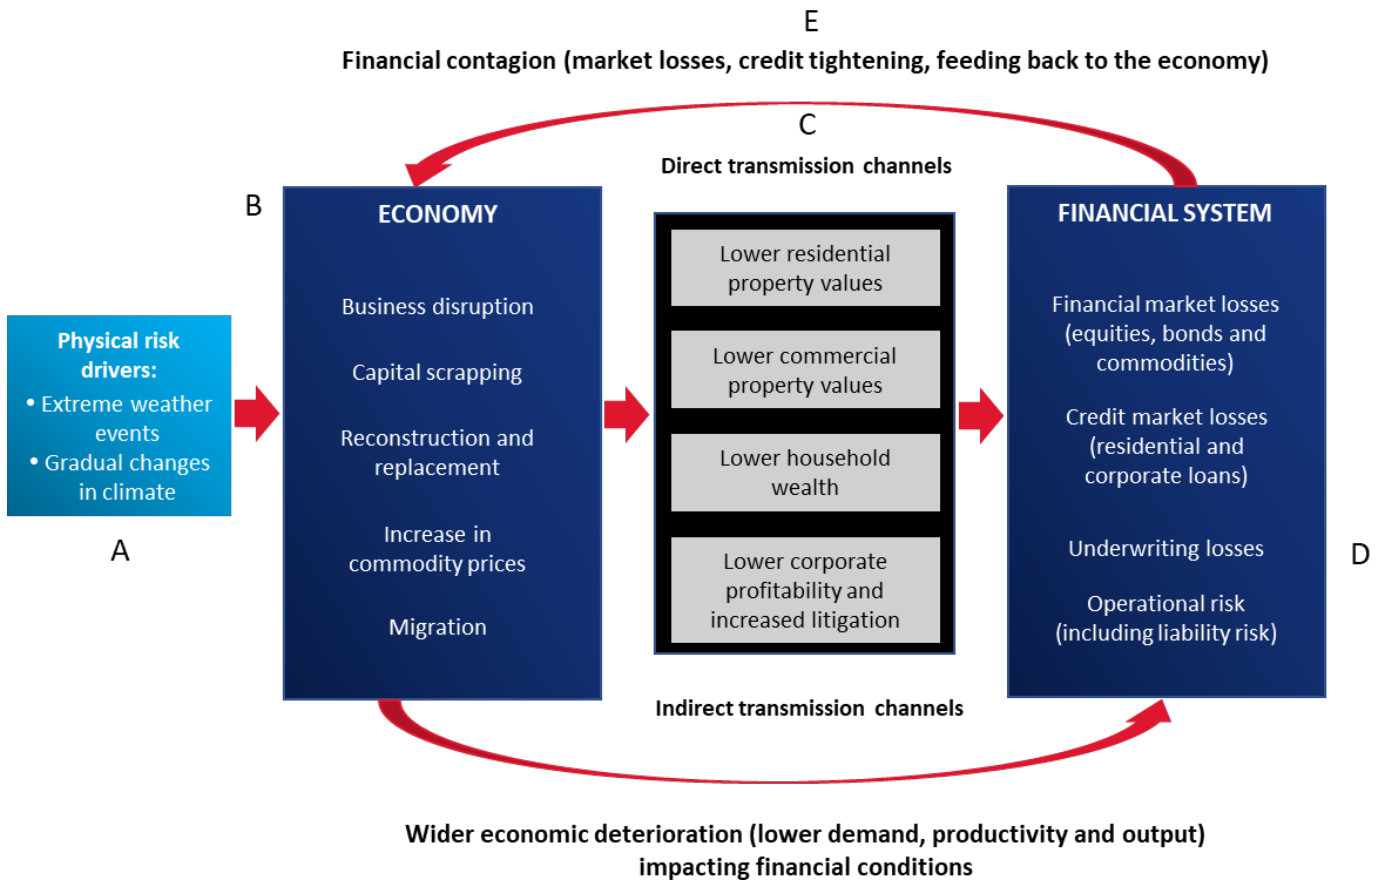 E
Financial contagion (market losses, credit tightening, feeding back to the economy)
C
Direct transmission channels
B
ECONOMY
Business disruption
Capital scrapping
Reconstruction and
replacement
Increase in
commodity prices
Migration
Physical risk
drivers:
• Extreme weather
events
• Gradual changes
in climate
A
Lower residential
property values
Lower commercial
property values
Lower household
wealth
Lower corporate
profitability and
increased litigation
FINANCIAL SYSTEM
Financial market losses
(equities, bonds and
commodities)
Credit market losses
(residential and
corporate loans)
Underwriting losses
Operational risk
(including liability risk)
D
Indirect transmission channels
Wider economic deterioration (lower demand, productivity and output)
impacting financial conditions